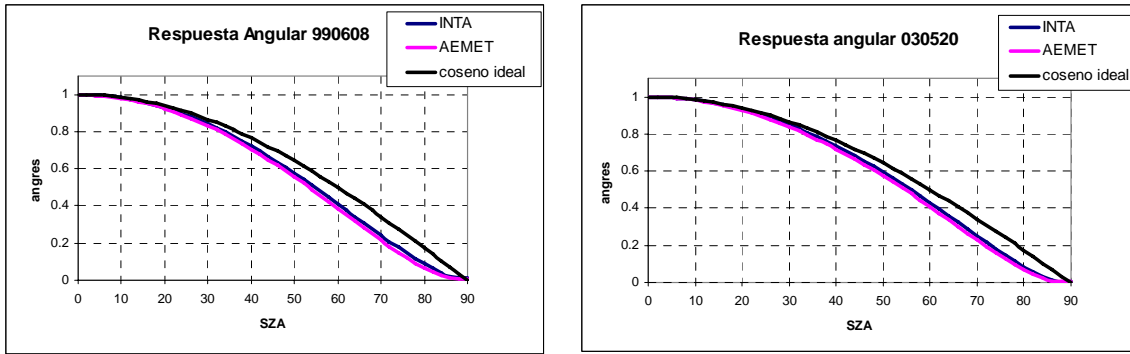 Respuesta Angular 990608
INTA
AEMET
coseno ideal
1
0.8
0.6
0.4
0.2
0
angres
0 10 20 30 40 50 60 70 80 90
SZA
Respuesta angular 030520
INTA
AEMET
coseno ideal
1
0.8
0.6
0.4
0.2
0
angres
0 10 20 30 40 50 60 70 80 90
SZA